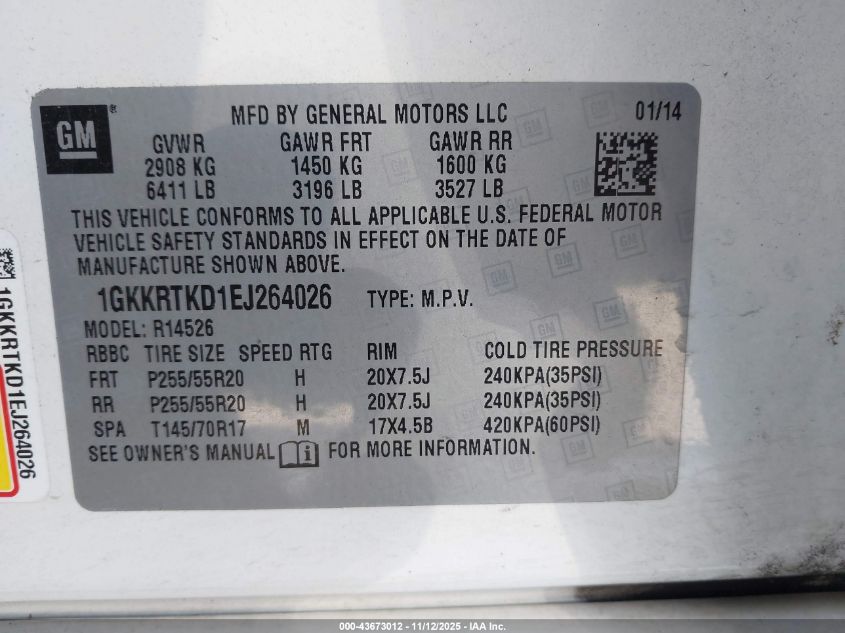 GM
MFD BY GENERAL MOTORS LLC 01/14
GVWR GAWR FRT GAWR RR
2908 KG 1450 KG 1600 KG
6411 LB 3196 LB 3527 LB
THIS VEHICLE CONFORMS TO ALL APPLICABLE U.S. FEDERAL MOTOR
VEHICLE SAFETY STANDARDS IN EFFECT ON THE DATE OF
MANUFACTURE SHOWN ABOVE.
1GKKRTKD1EJ264026 TYPE: M.P.V.
MODEL: R14526
RBBC TIRE SIZE SPEED RTG RIM COLD TIRE PRESSURE
FRT P255/55R20 H 20X7.5J 240KPA(35PSI)
RR P255/55R20 H 20X7.5J 240KPA(35PSI)
SPA T145/70R17 M 17X4.5B 420KPA(60PSI)
SEE OWNER'S MANUAL i FOR MORE INFORMATION.
1GKKRTKD1EJ264026
000-43673012 - 11/12/2025 - IAA Inc.